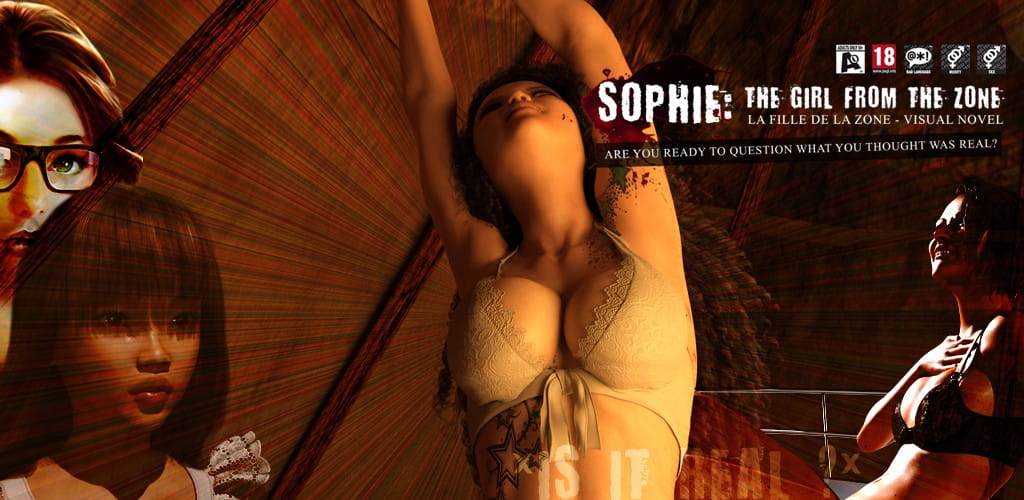 ADULTS ONLY 18+
18
www.pegi.info
@*!
BAD LANGUAGE
NUDITY
SEX
SOPHIE: THE GIRL FROM THE ZONE
LA FILLE DE LA ZONE - VISUAL NOVEL
ARE YOU READY TO QUESTION WHAT YOU THOUGHT WAS REAL?
IS IT REAL ?x